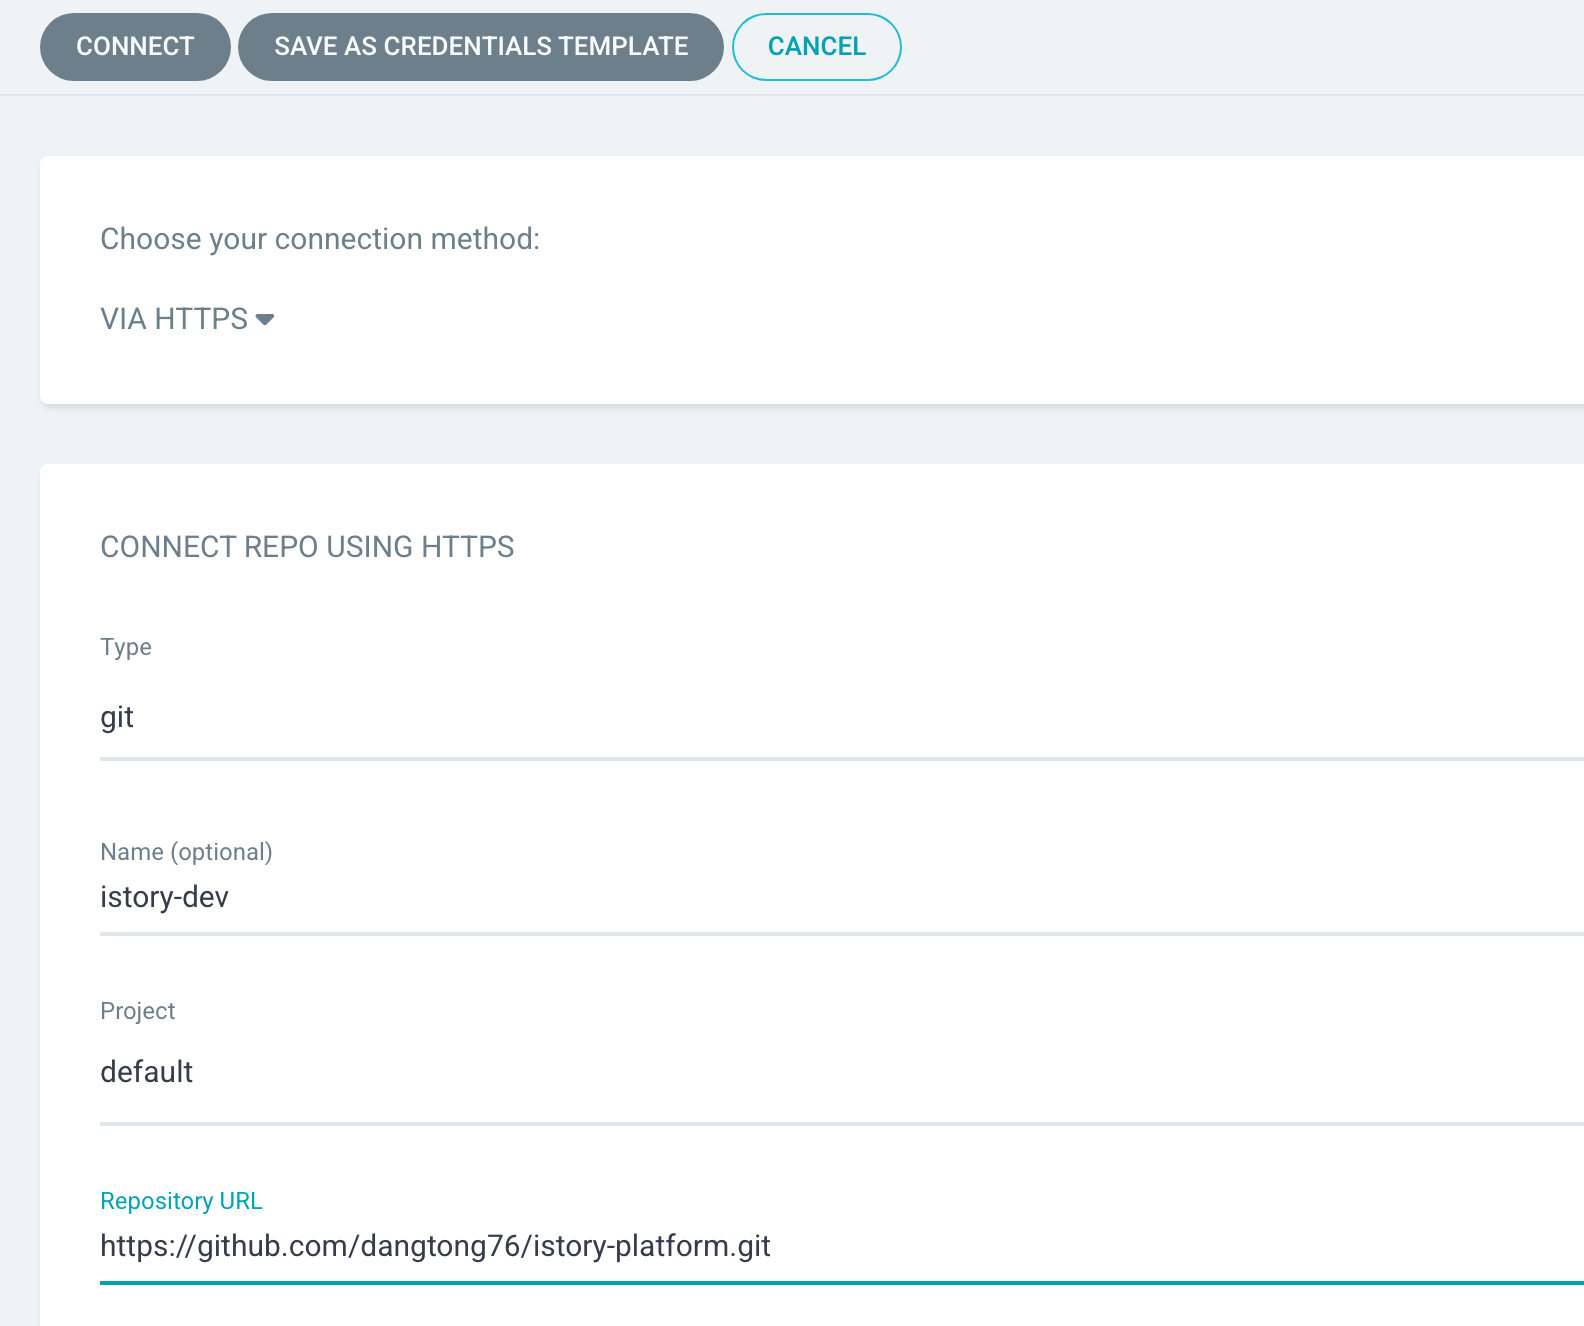 CONNECT SAVE AS CREDENTIALS TEMPLATE CANCEL
Choose your connection method:
VIA HTTPS
CONNECT REPO USING HTTPS
Type
git
Name (optional)
istory-dev
Project
default
Repository URL
https://github.com/dangtong76/istory-platform.git